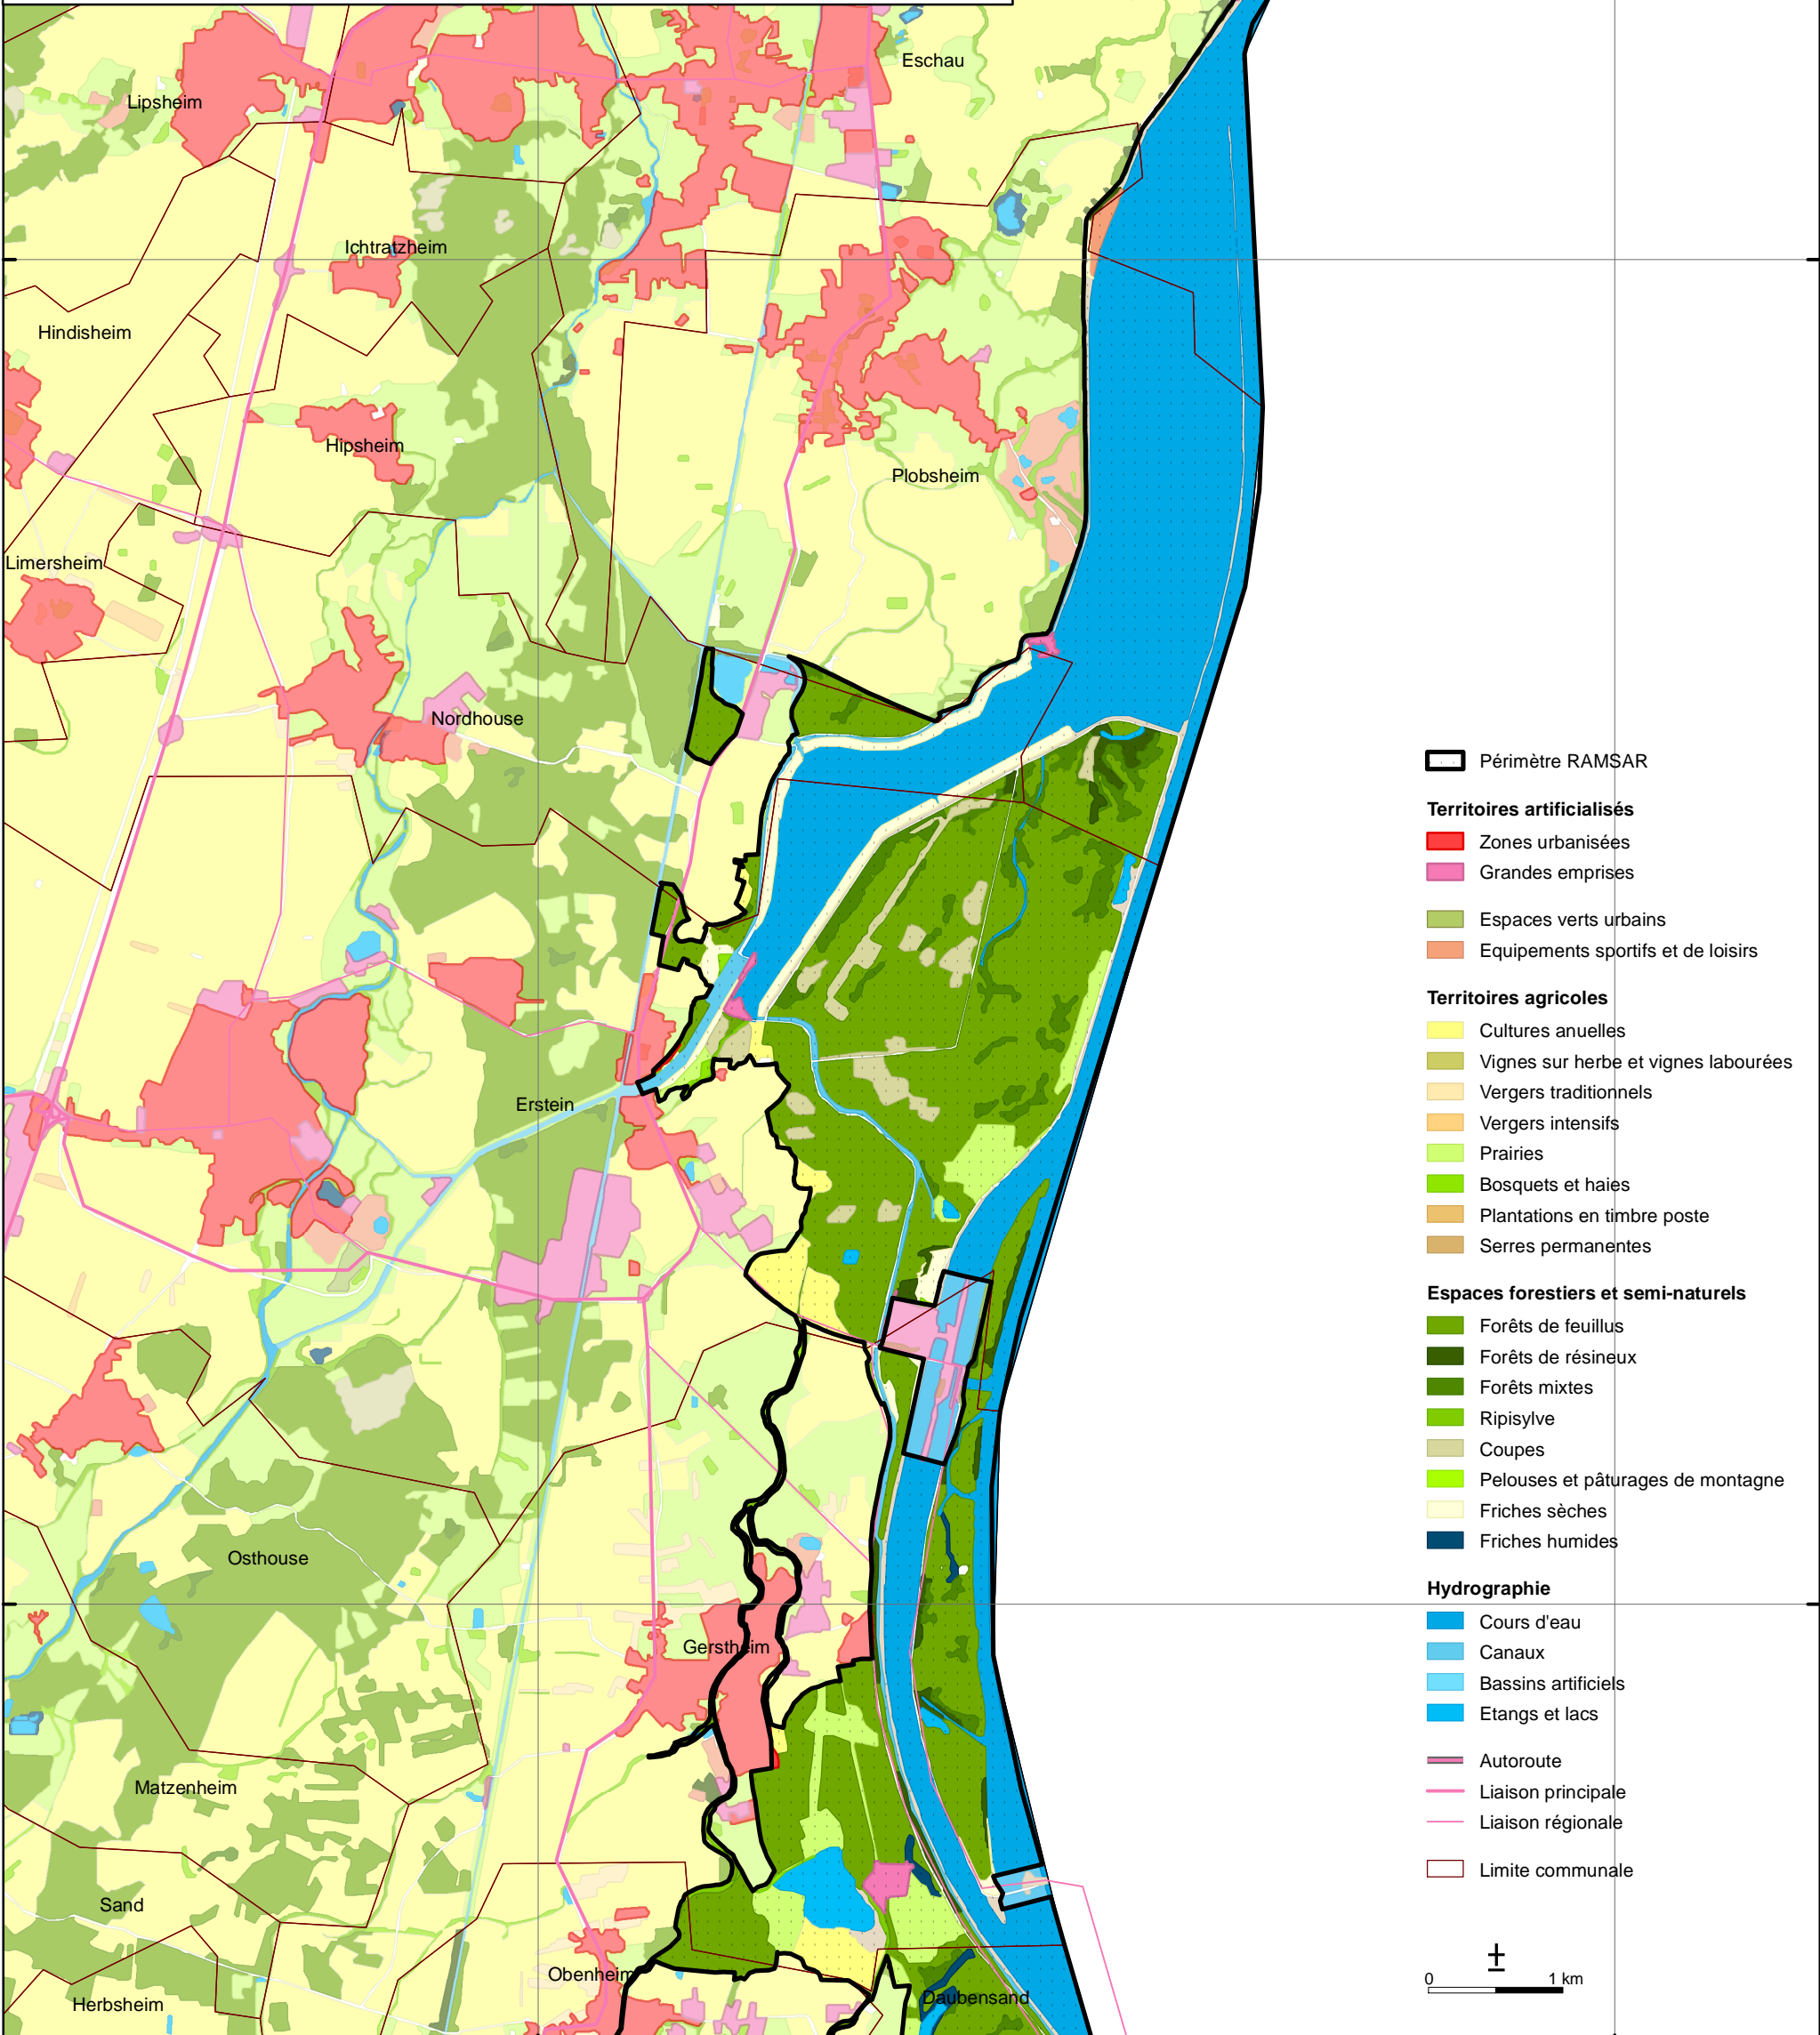 Eschau
Lipsheim
Ichtratzheim
Hindisheim
Hipsheim
Plobsheim
Limersheim
Nordhouse
Erstein
Osthouse
Gerstheim
Matzenheim
Sand
Obenheim
Herbsheim
Daubensand
Périmètre RAMSAR
Territoires artificialisés
Zones urbanisées
Grandes emprises
Espaces verts urbains
Equipements sportifs et de loisirs
Territoires agricoles
Cultures anuelles
Vignes sur herbe et vignes labourées
Vergers traditionnels
Vergers intensifs
Prairies
Bosquets et haies
Plantations en timbre poste
Serres permanentes
Espaces forestiers et semi-naturels
Forêts de feuillus
Forêts de résineux
Forêts mixtes
Ripisylve
Coupes
Pelouses et pâturages de montagne
Friches sèches
Friches humides
Hydrographie
Cours d'eau
Canaux
Bassins artificiels
Etangs et lacs
Autoroute
Liaison principale
Liaison régionale
Limite communale
0 1 km